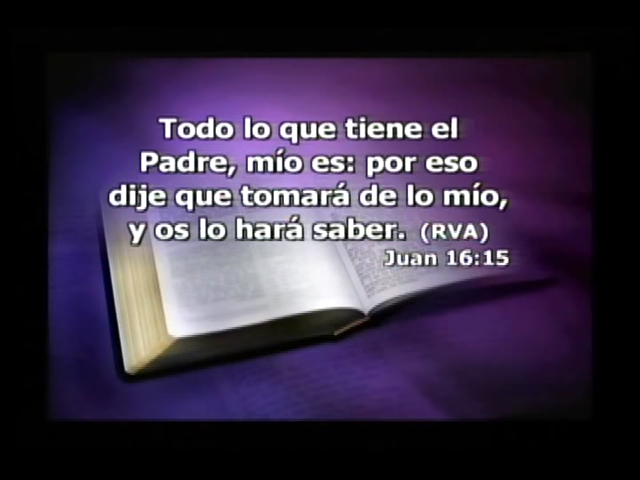 Todo lo que tiene el
Padre, mío es: por eso
dije que tomará de lo mío,
y os lo hará saber. (RVA)
Juan 16:15